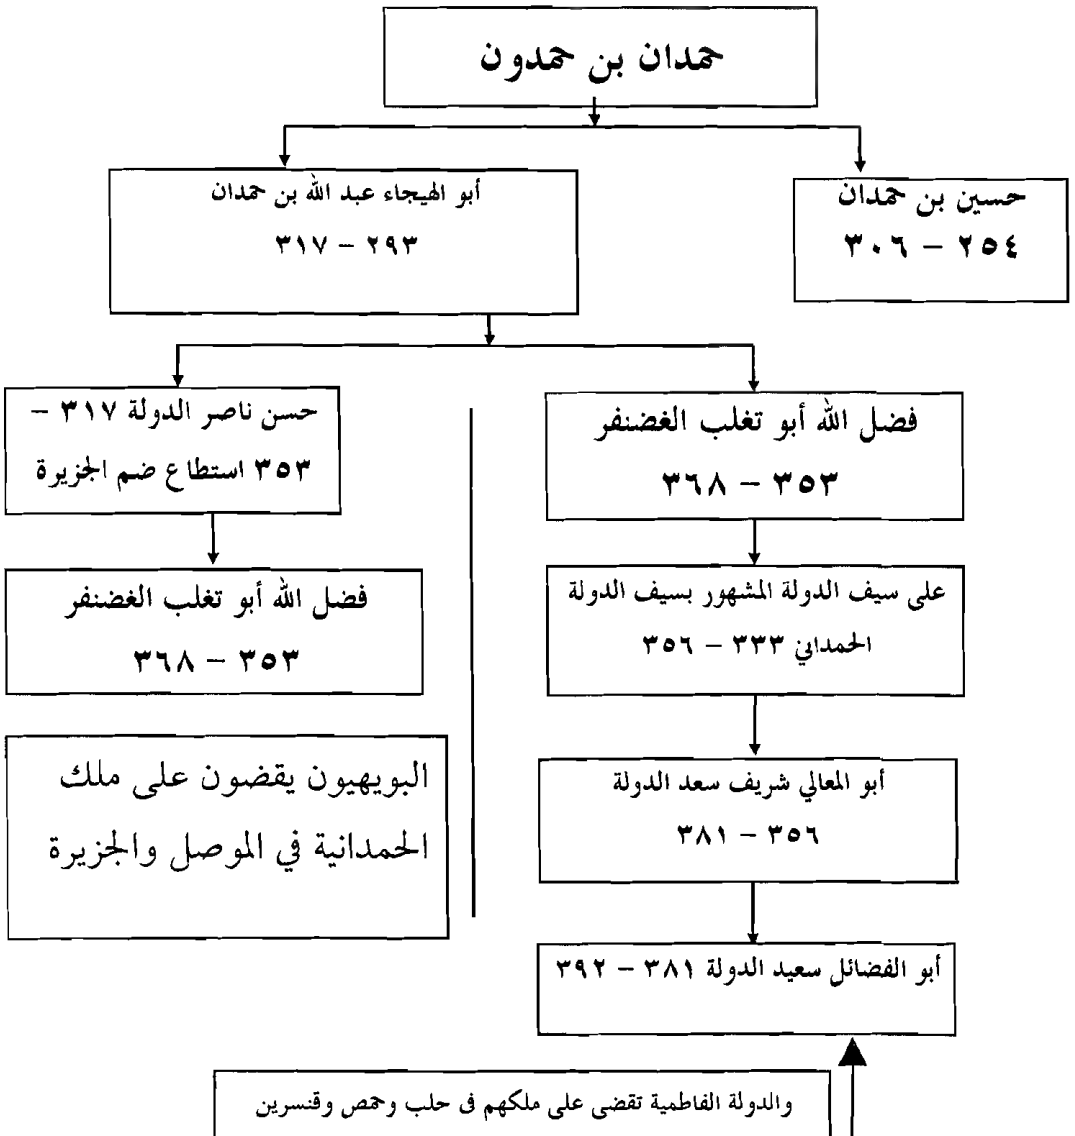 حمدان بن حمدون
حسين بن حمدان
٢٥٤ – ٣٠٦
أبو الهيجاء عبد الله بن حمدان
٢٩٣ – ٣١٧
فضل الله أبو تغلب الغضنفر
٣٥٣ – ٣٦٨
على سيف الدولة المشهور بسيف الدولة
الحمداني ٣٣٣ – ٣٥٦
أبو المعالي شريف سعد الدولة
٣٥٦ – ٣٨١
أبو الفضائل سعيد الدولة ٣٨١ – ٣٩٢
حسن ناصر الدولة ٣١٧ –
٣٥٣ استطاع ضم الجزيرة
فضل الله أبو تغلب الغضنفر
٣٥٣ – ٣٦٨
البويهيون يقضون على ملك
الحمدانية في الموصل والجزيرة
والدولة الفاطمية تقضى على ملكهم فى حلب وحمص وقنسرين